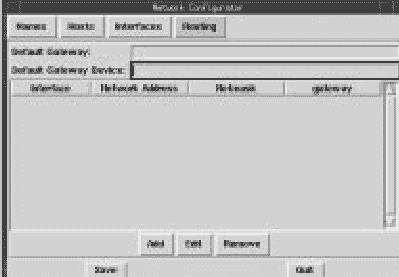 Network Configurator
Names Hosts Interfaces Routing
Default Gateway:
Default Gateway Device:
Interface Network Address Netmask gateway
Add Edit Remove
Save Quit